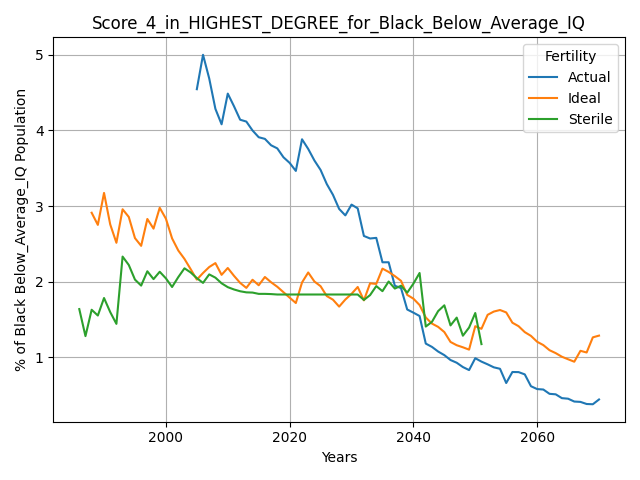 Score_4_in_HIGHEST_DEGREE_for_Black_Below_Average_IQ
% of Black Below_Average_IQ Population
5
4
3
2
1
Fertility
Actual
Ideal
Sterile
2000
2020
2040
2060
Years